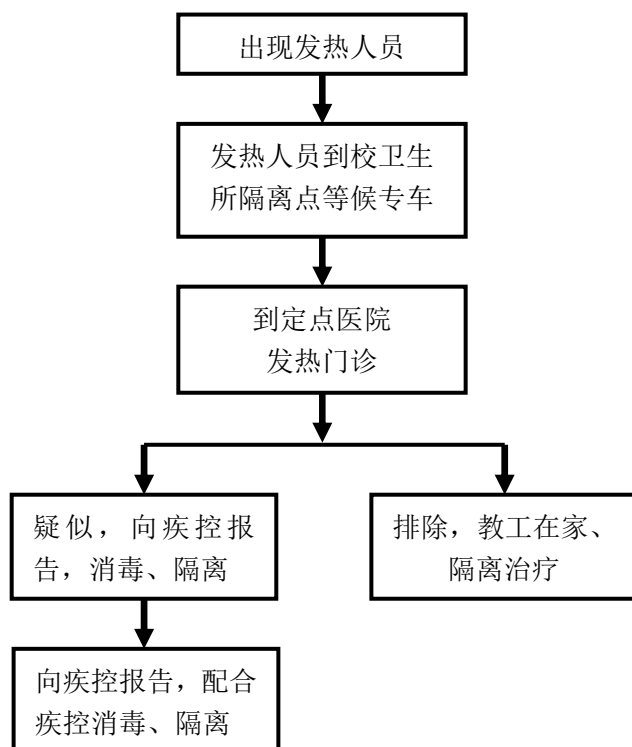 出现发热人员
发热人员到校卫生
所隔离点等候专车
到定点医院
发热门诊
疑似，向疾控报
告，消毒、隔离
排除，教工在家、
隔离治疗
向疾控报告，配合
疾控消毒、隔离